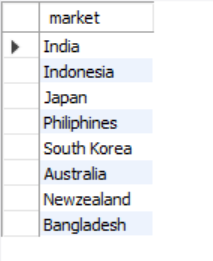 market
India
Indonesia
Japan
Philiphines
South Korea
Australia
Newzealand
Bangladesh